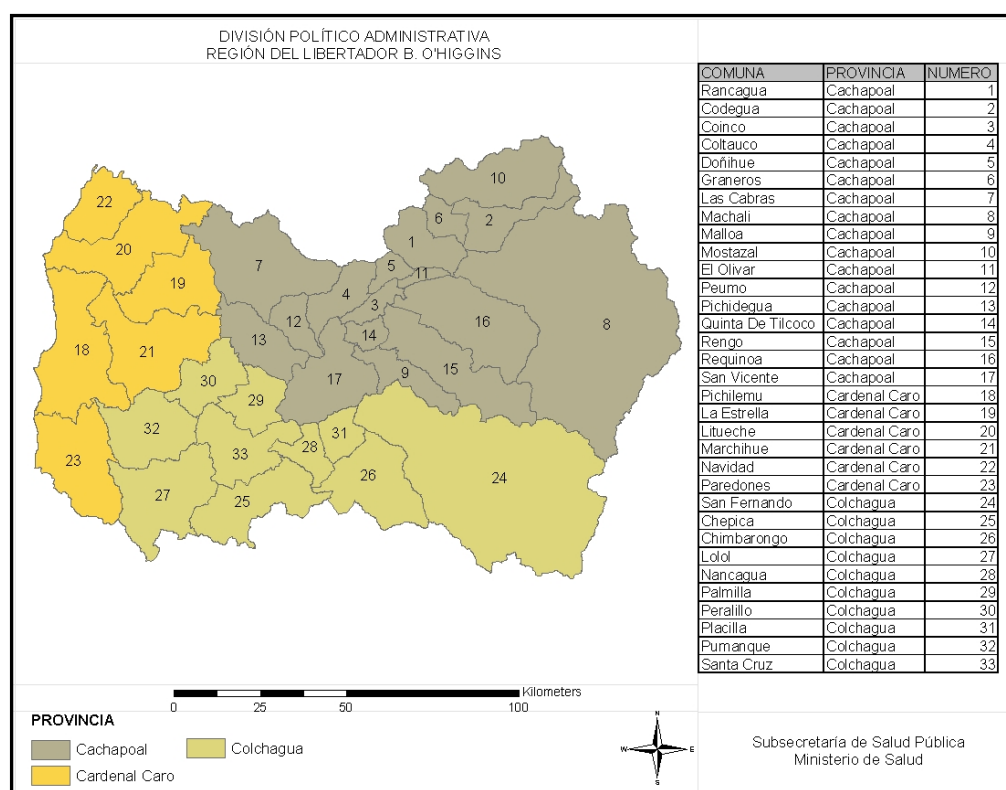 DIVISIÓN POLÍTICO ADMINISTRATIVA
REGIÓN DEL LIBERTADOR B. O'HIGGINS
COMUNA PROVINCIA NUMERO
Rancagua Cachapoal 1
Codegua Cachapoal 2
Coinco Cachapoal 3
Coltauco Cachapoal 4
Doñihue Cachapoal 5
Graneros Cachapoal 6
Las Cabras Cachapoal 7
Machali Cachapoal 8
Malloa Cachapoal 9
Mostazal Cachapoal 10
El Olivar Cachapoal 11
Peumo Cachapoal 12
Pichidegua Cachapoal 13
Quinta De Tilcoco Cachapoal 14
Rengo Cachapoal 15
Requinoa Cachapoal 16
San Vicente Cachapoal 17
Pichilemu Cardenal Caro 18
La Estrella Cardenal Caro 19
Litueche Cardenal Caro 20
Marchihue Cardenal Caro 21
Navidad Cardenal Caro 22
Paredones Cardenal Caro 23
San Fernando Colchagua 24
Chepica Colchagua 25
Chimbarongo Colchagua 26
Lolol Colchagua 27
Nancagua Colchagua 28
Palmilla Colchagua 29
Peralillo Colchagua 30
Placilla Colchagua 31
Pumanque Colchagua 32
Santa Cruz Colchagua 33
10
22
6 2
1
20
7 5
11
19
4
3
16
12
8
14
13
18 21
15
17 9
30
29
32
31
28
33
23
26
24
27
25
Kilometers
0 25 50 100
PROVINCIA
Cachapoal
Colchagua
Cardenal Caro
N
W E
S
Subsecretaría de Salud Pública
Ministerio de Salud